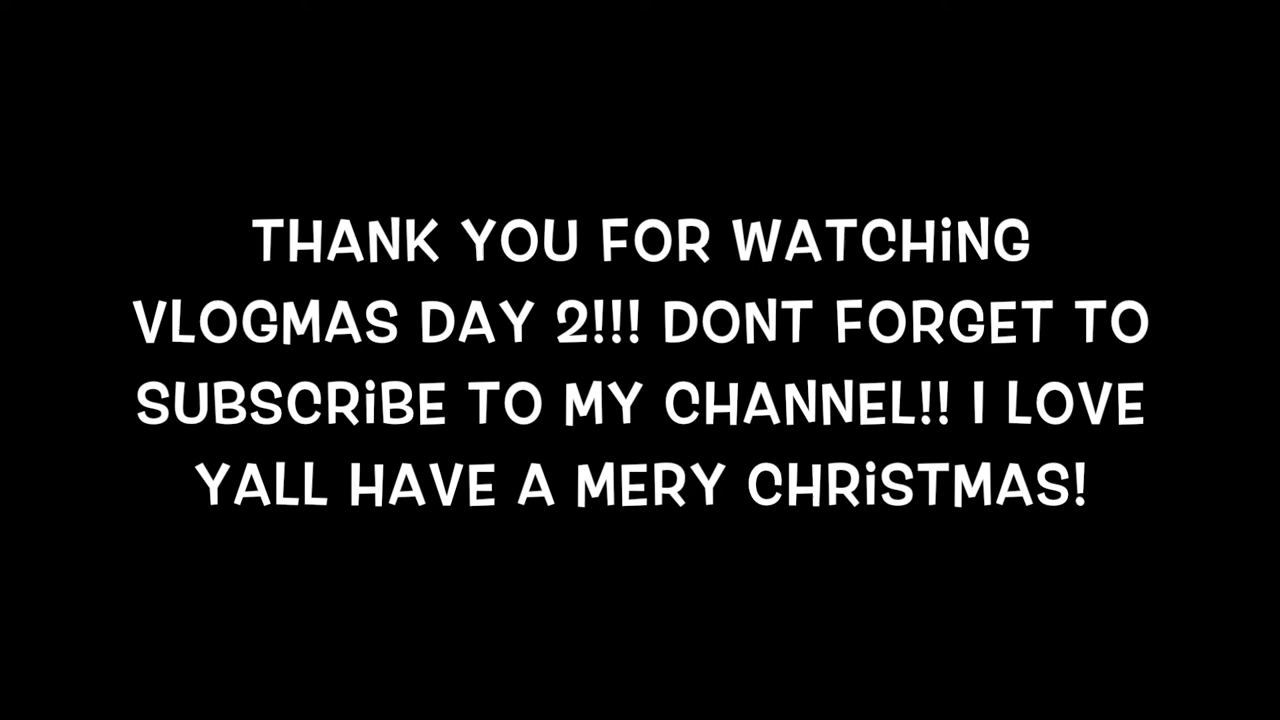 THANK YOU FOR WATCHING
VLOGMAS DAY 2!!! DONT FORGET TO
SUBSCRIBE TO MY CHANNEL!! I LOVE
YALL HAVE A MERY CHRISTMAS!